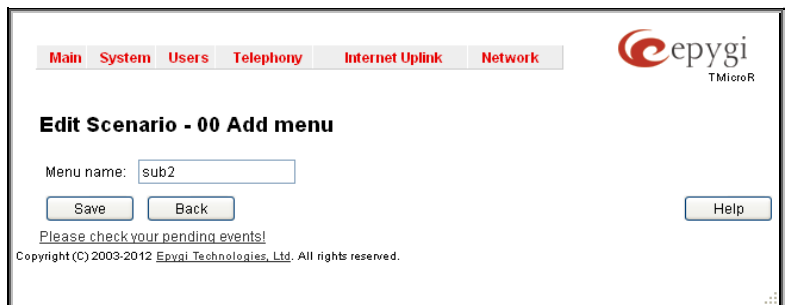 Main System Users Telephony Internet Uplink Network
epygi
TMicroR
Edit Scenario - 00 Add menu
Menu name: sub2
Save Back Help
Please check your pending events!
Copyright (C) 2003-2012 Epygi Technologies, Ltd. All rights reserved.